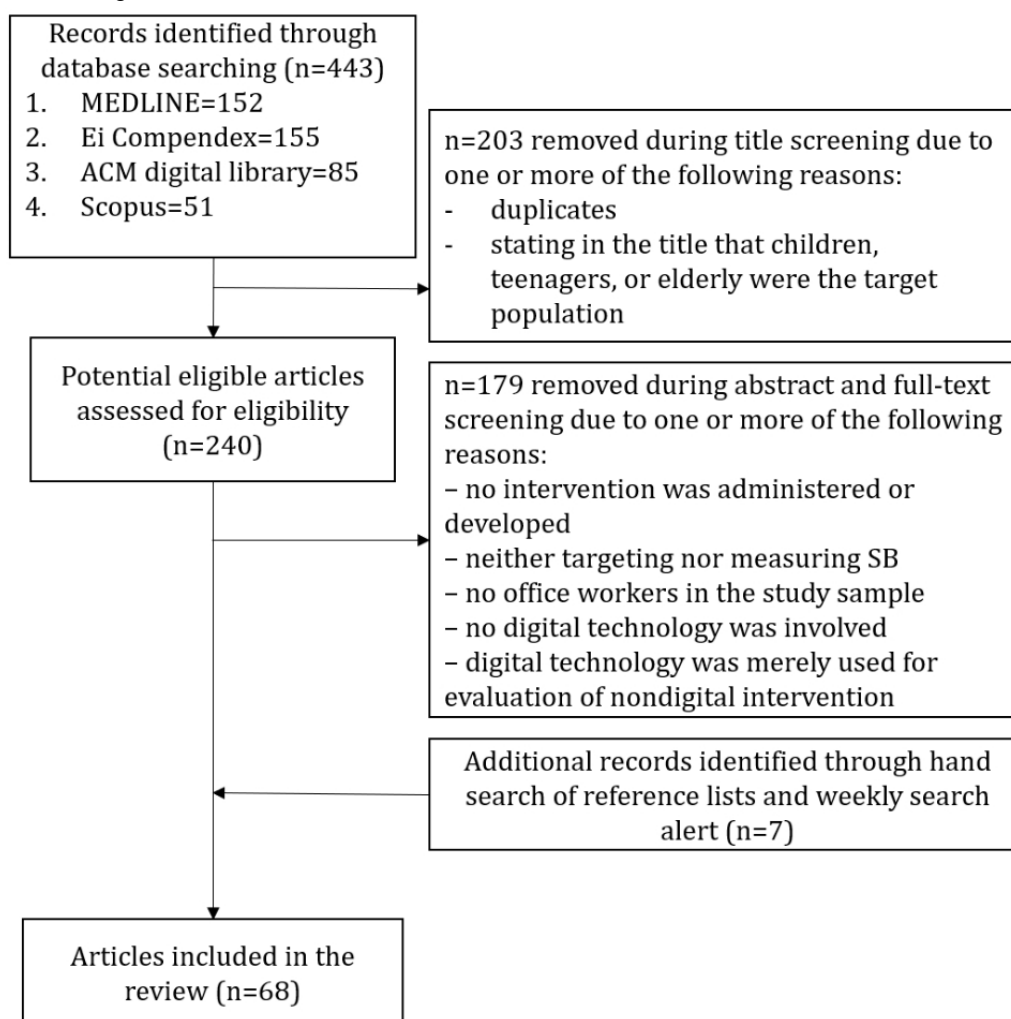 Records identified through
database searching (n=443)
1. MEDLINE=152
2. Ei Compendex=155
3. ACM digital library=85
4. Scopus=51
n=203 removed during title screening due to
one or more of the following reasons:
- duplicates
- stating in the title that children,
teenagers, or elderly were the target
population
Potential eligible articles
assessed for eligibility
(n=240)
n=179 removed during abstract and full-text
screening due to one or more of the following
reasons:
– no intervention was administered or
developed
– neither targeting nor measuring SB
– no office workers in the study sample
– no digital technology was involved
– digital technology was merely used for
evaluation of nondigital intervention
Additional records identified through hand
search of reference lists and weekly search
alert (n=7)
Articles included in the
review (n=68)